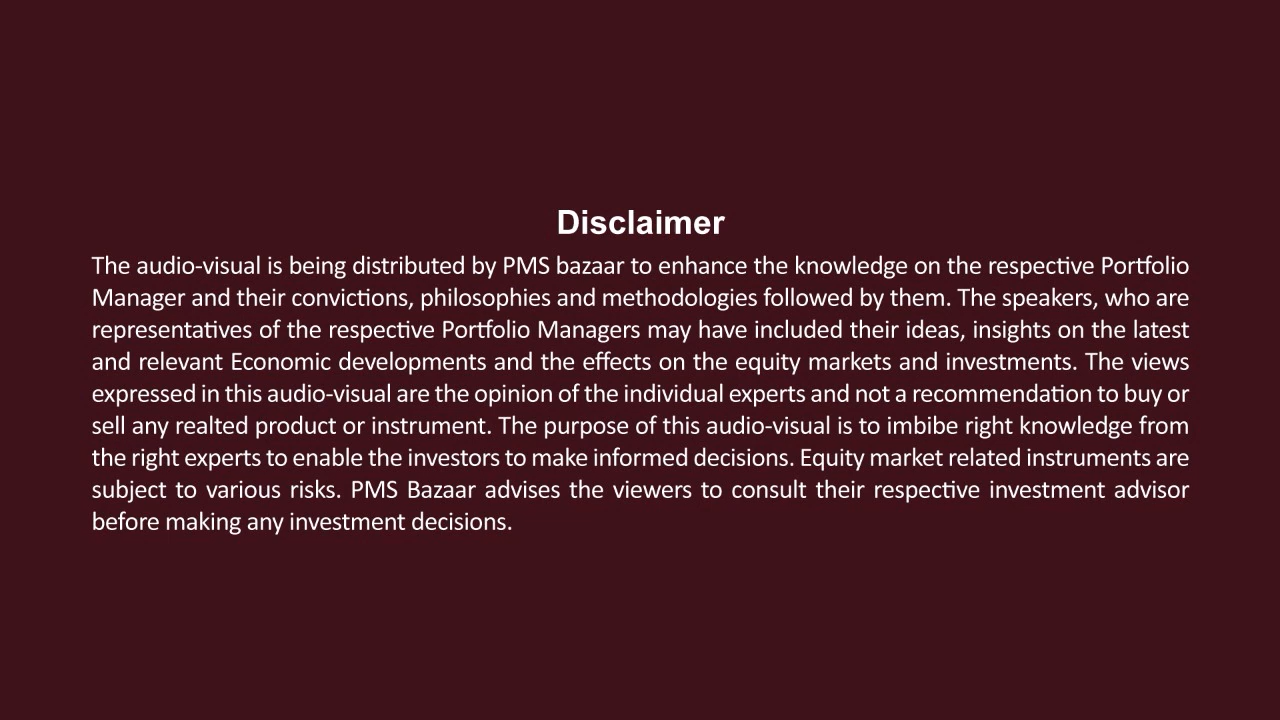 Disclaimer
The audio-visual is being distributed by PMS bazaar to enhance the knowledge on the respective Portfolio
Manager and their convictions, philosophies and methodologies followed by them. The speakers, who are
representatives of the respective Portfolio Managers may have included their ideas, insights on the latest
and relevant Economic developments and the effects on the equity markets and investments. The views
expressed in this audio-visual are the opinion of the individual experts and not a recommendation to buy or
sell any realted product or instrument. The purpose of this audio-visual is to imbibe right knowledge from
the right experts to enable the investors to make informed decisions. Equity market related instruments are
subject to various risks. PMS Bazaar advises the viewers to consult their respective investment advisor
before making any investment decisions.